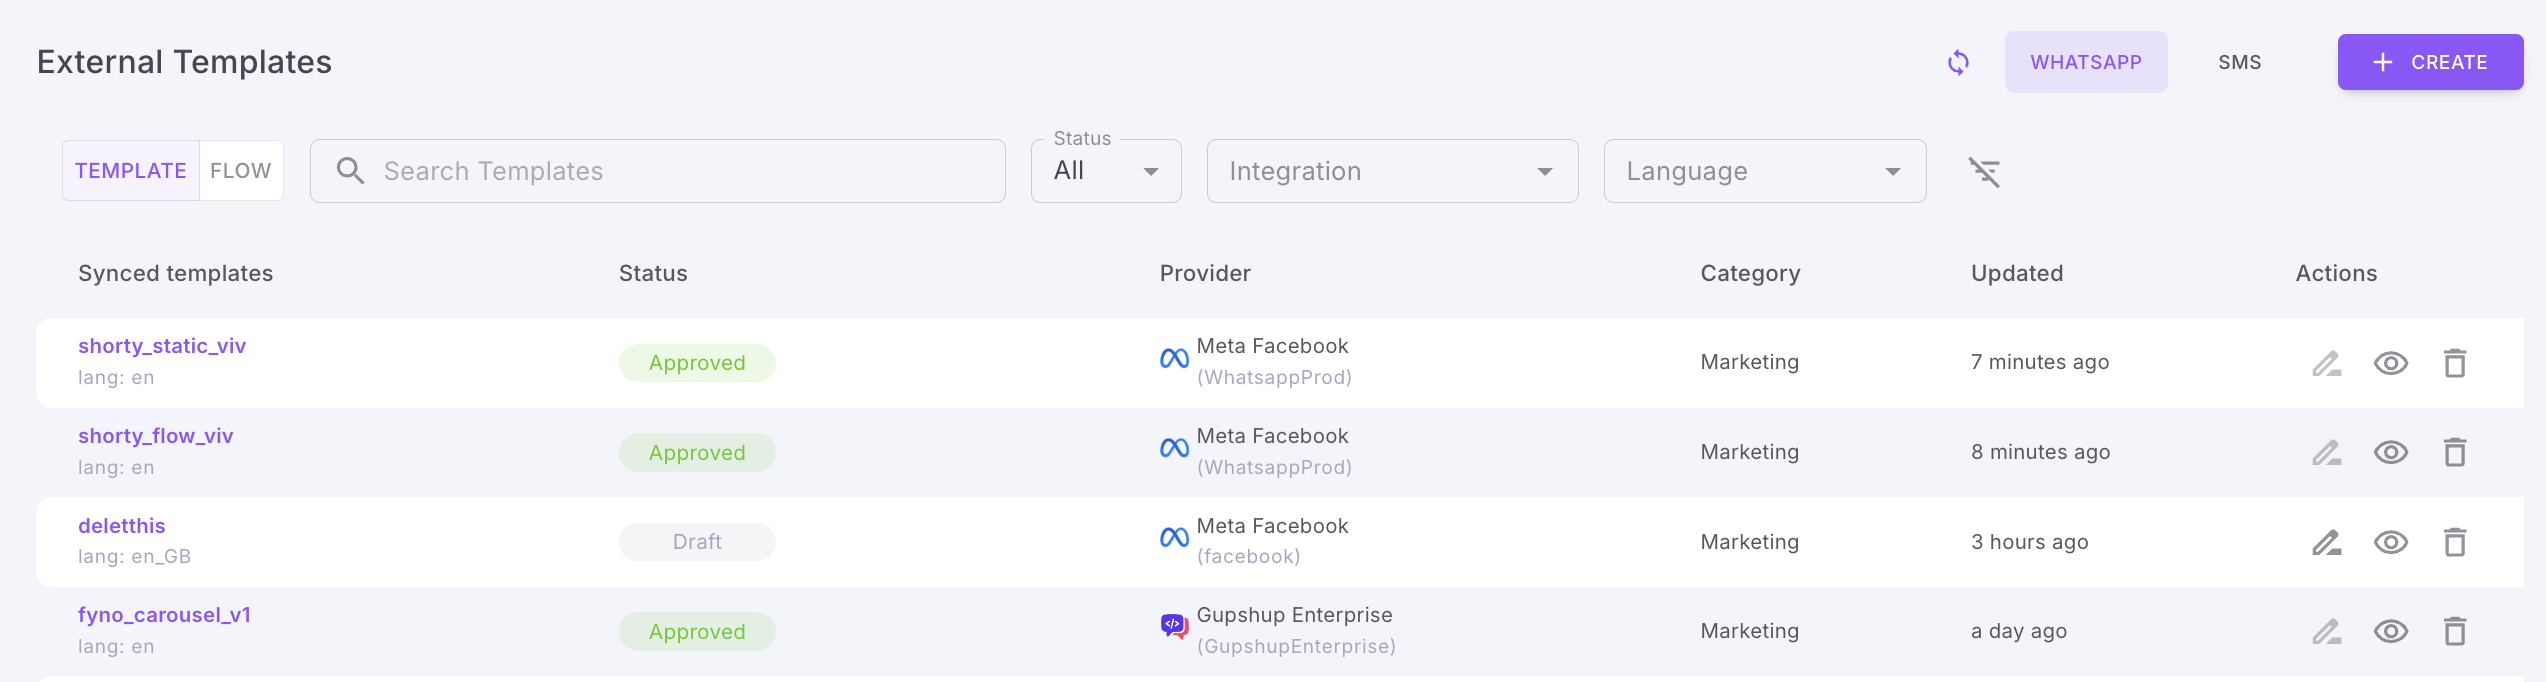 External Templates
WHATSAPP
SMS
CREATE
TEMPLATE
FLOW
Search Templates
Status
All
Integration
Language
Synced templates
Status
Provider
Category
Updated
Actions
shorty_static_viv
lang: en
Approved
Meta Facebook
(WhatsappProd)
Marketing
7 minutes ago
shorty_flow_viv
lang: en
Approved
Meta Facebook
(WhatsappProd)
Marketing
8 minutes ago
deletthis
lang: en_GB
Draft
Meta Facebook
(facebook)
Marketing
3 hours ago
fyno_carousel_v1
lang: en
Approved
Gupshup Enterprise
(GupshupEnterprise)
Marketing
a day ago